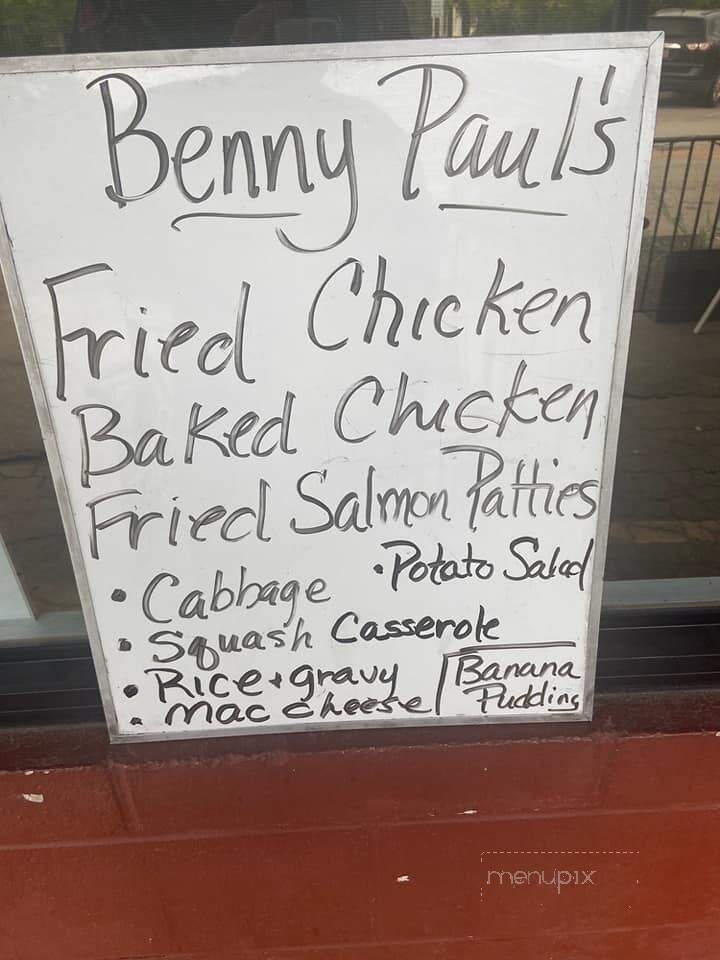 Benny Paul's
Fried Chicken
Baked Chicken
Fried Salmon Patties
• Cabbage • Potato Salad
• Squash Casserole
• Rice + gravy
• mac cheese
Banana
Pudding
menupix